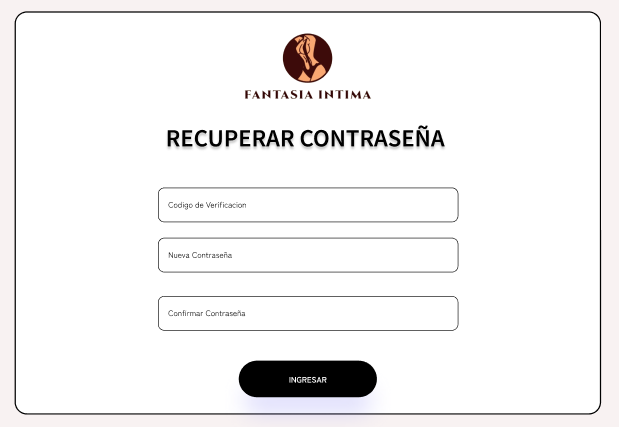 FANTASIA INTIMA
RECUPERAR CONTRASEÑA
Codigo de Verificacion
Nueva Contraseña
Confirmar Contraseña
INGRESAR